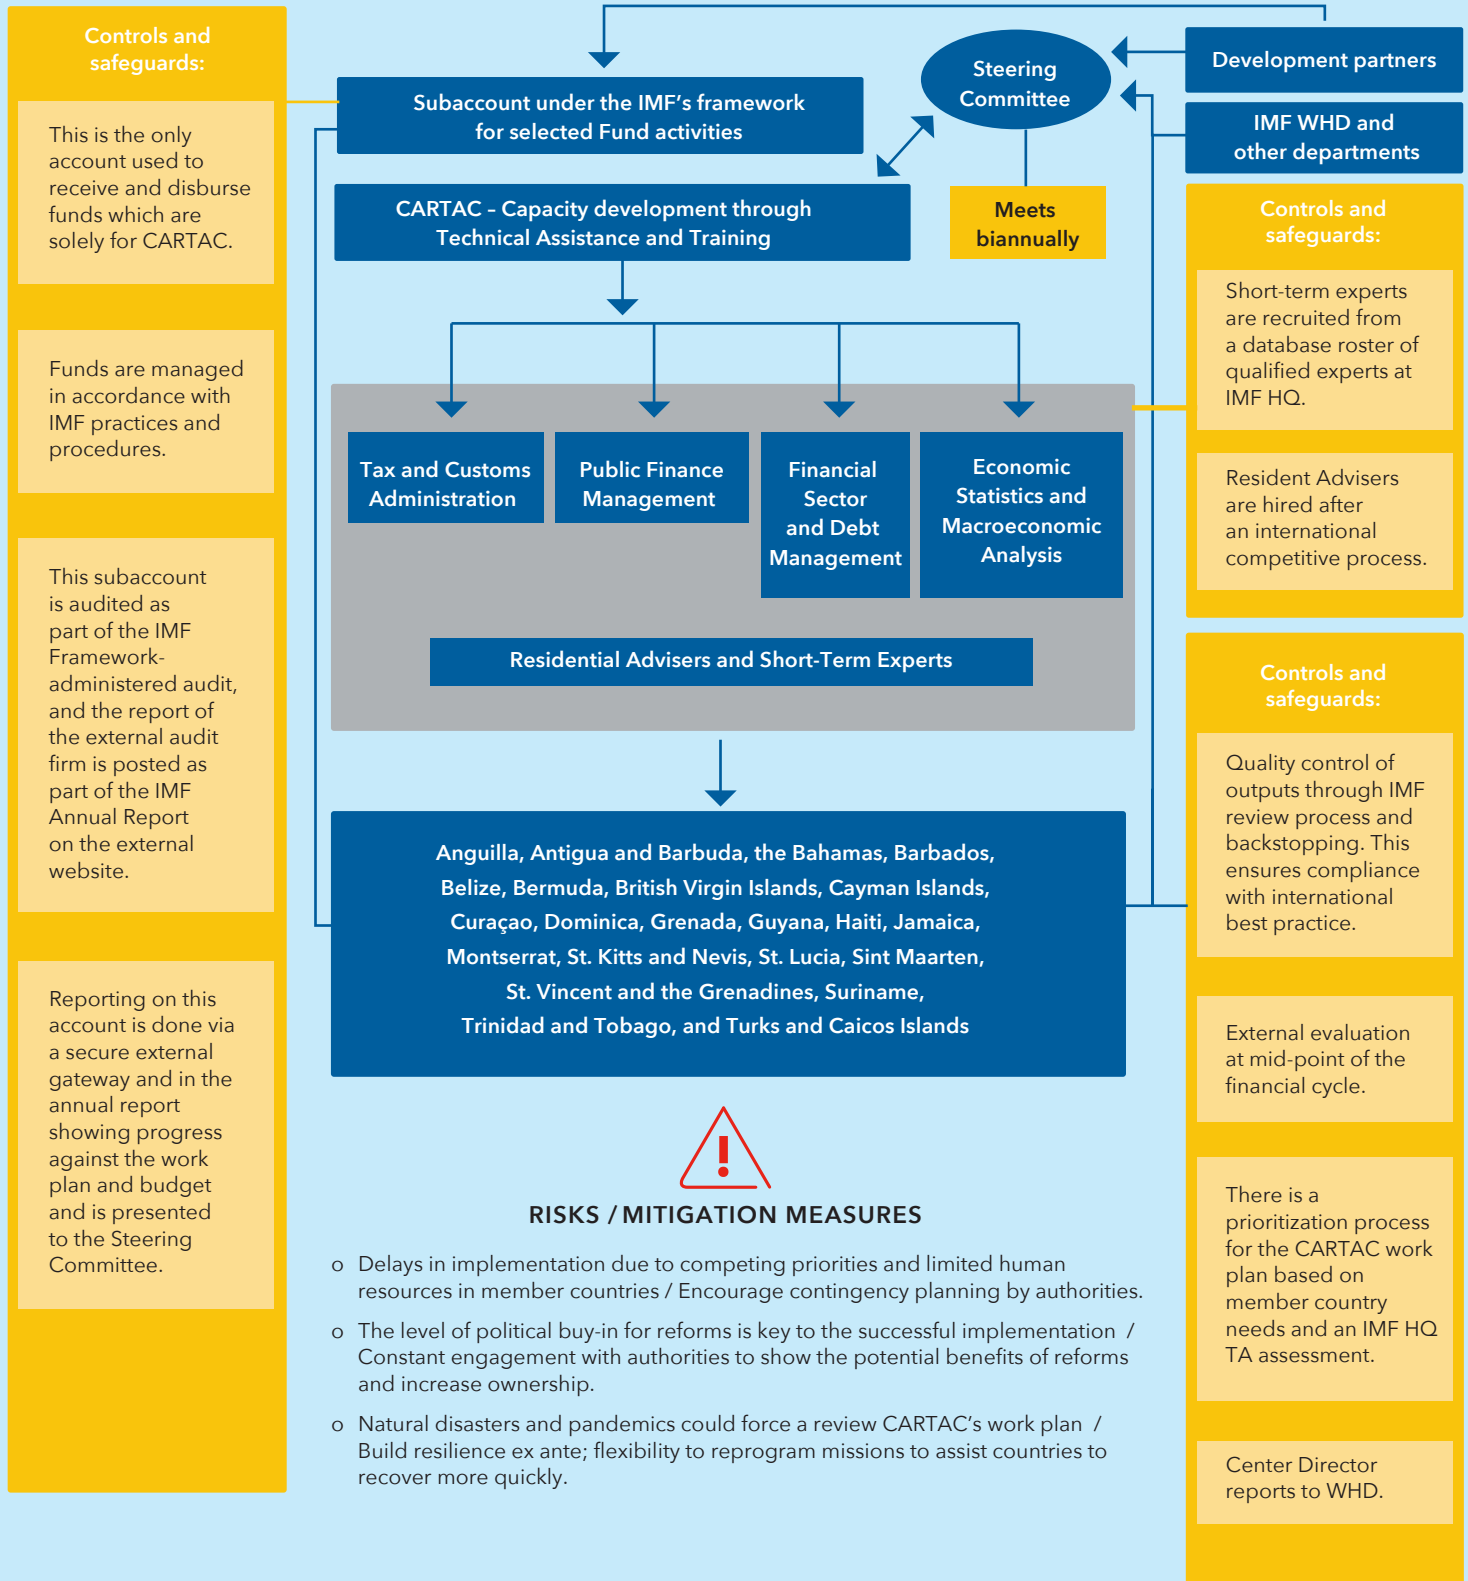 Controls and
safeguards:
This is the only
account used to
receive and disburse
funds which are
solely for CARTAC.
Funds are managed
in accordance with
IMF practices and
procedures.
This subaccount
is audited as
part of the IMF
Framework-
administered audit,
and the report of
the external audit
firm is posted as
part of the IMF
Annual Report
on the external
website.
Reporting on this
account is done via
a secure external
gateway and in the
annual report
showing progress
against the work
plan and budget
and is presented
to the Steering
Committee.
Subaccount under the IMF's framework
for selected Fund activities
CARTAC – Capacity development through
Technical Assistance and Training
Steering
Committee
Meets
biannually
Development partners
IMF WHD and
other departments
Tax and Customs
Administration
Public Finance
Management
Financial
Sector
and Debt
Management
Economic
Statistics and
Macroeconomic
Analysis
Residential Advisers and Short-Term Experts
Anguilla, Antigua and Barbuda, the Bahamas, Barbados,
Belize, Bermuda, British Virgin Islands, Cayman Islands,
Curaçao, Dominica, Grenada, Guyana, Haiti, Jamaica,
Montserrat, St. Kitts and Nevis, St. Lucia, Sint Maarten,
St. Vincent and the Grenadines, Suriname,
Trinidad and Tobago, and Turks and Caicos Islands
RISKS / MITIGATION MEASURES
o Delays in implementation due to competing priorities and limited human
resources in member countries / Encourage contingency planning by authorities.
o The level of political buy-in for reforms is key to the successful implementation /
Constant engagement with authorities to show the potential benefits of reforms
and increase ownership.
o Natural disasters and pandemics could force a review CARTAC's work plan /
Build resilience ex ante; flexibility to reprogram missions to assist countries to
recover more quickly.
Controls and
safeguards:
Short-term experts
are recruited from
a database roster of
qualified experts at
IMF HQ.
Resident Advisers
are hired after
an international
competitive process.
Controls and
safeguards:
Quality control of
outputs through IMF
review process and
backstopping. This
ensures compliance
with international
best practice.
External evaluation
at mid-point of the
financial cycle.
There is a
prioritization process
for the CARTAC work
plan based on
member country
needs and an IMF HQ
TA assessment.
Center Director
reports to WHD.